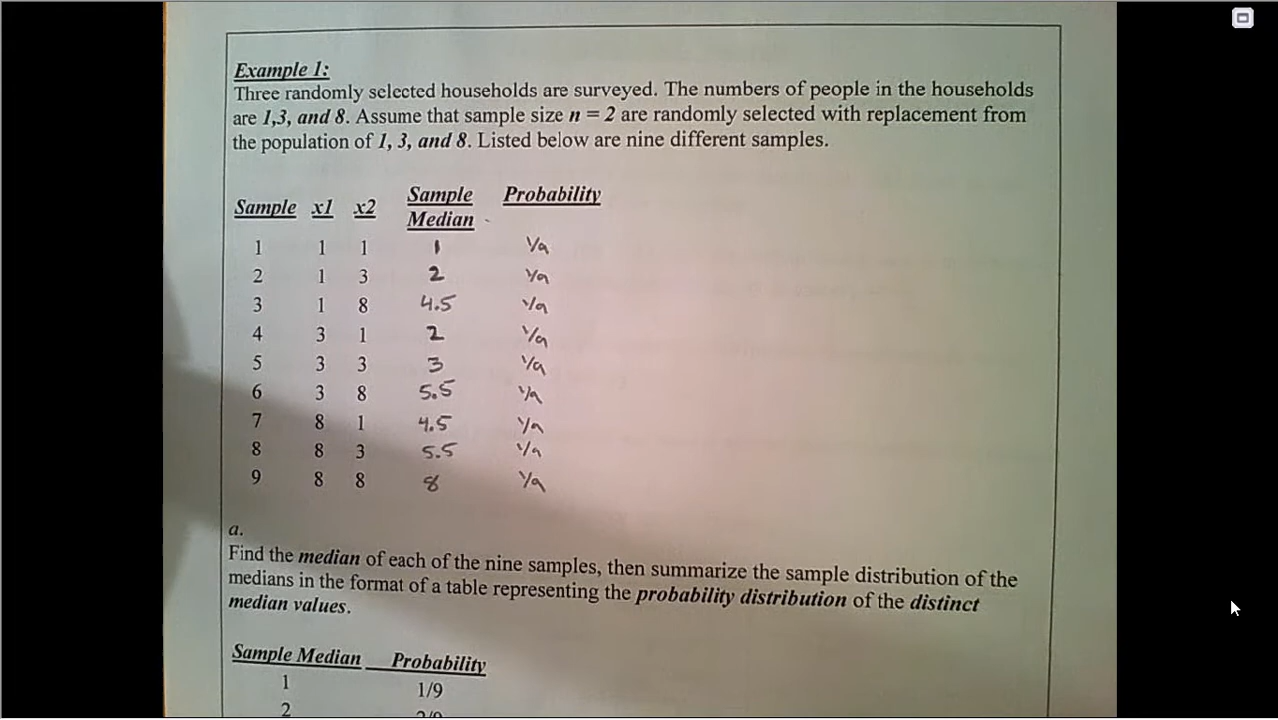 Example 1:
Three randomly selected households are surveyed. The numbers of people in the households
are 1,3, and 8. Assume that sample size n = 2 are randomly selected with replacement from
the population of 1, 3, and 8. Listed below are nine different samples.
Sample x1 x2 Sample Median Probability
1 1 1 1 1/9
2 1 3 2 1/9
3 1 8 4.5 1/9
4 3 1 2 1/9
5 3 3 3 1/9
6 3 8 5.5 1/9
7 8 1 4.5 1/9
8 8 3 5.5 1/9
9 8 8 8 1/9
a.
Find the median of each of the nine samples, then summarize the sample distribution of the
medians in the format of a table representing the probability distribution of the distinct
median values.
Sample Median Probability
1 1/9
2 2/9